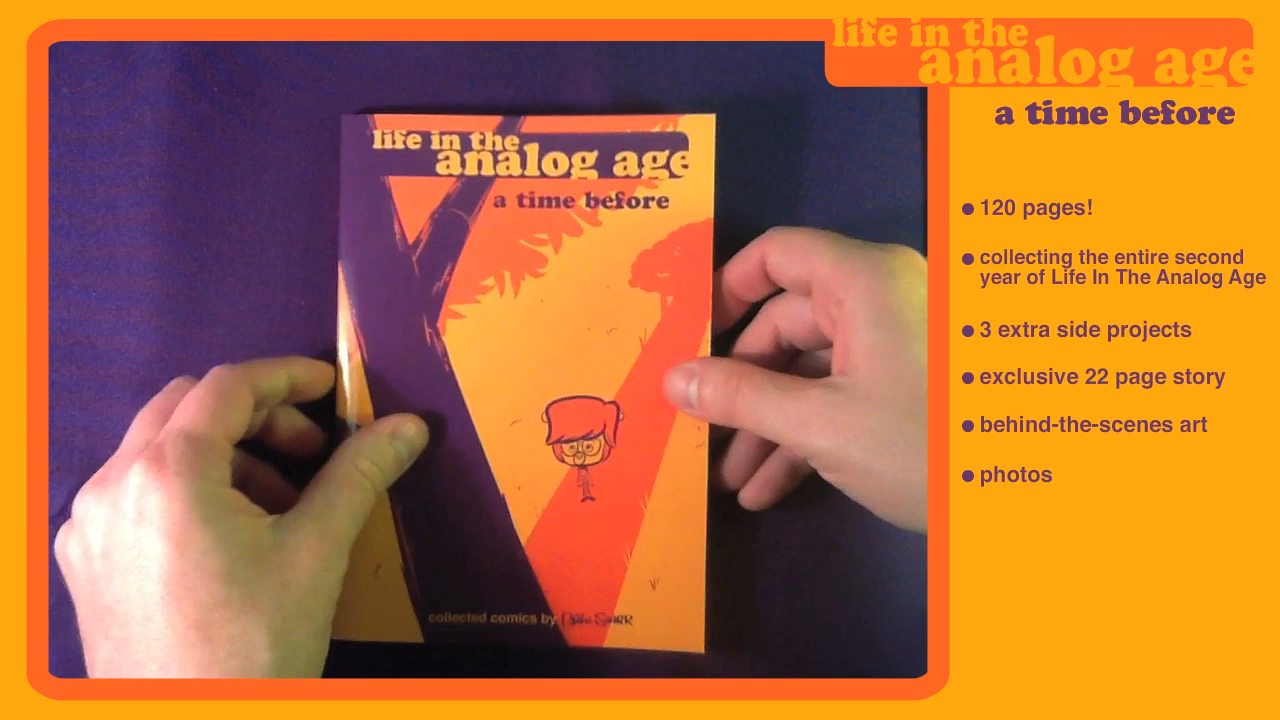 life in the
analog age
a time before
collected comics by
life in the
analog age
a time before
120 pages!
collecting the entire second
year of Life In The Analog Age
3 extra side projects
exclusive 22 page story
behind-the-scenes art
photos